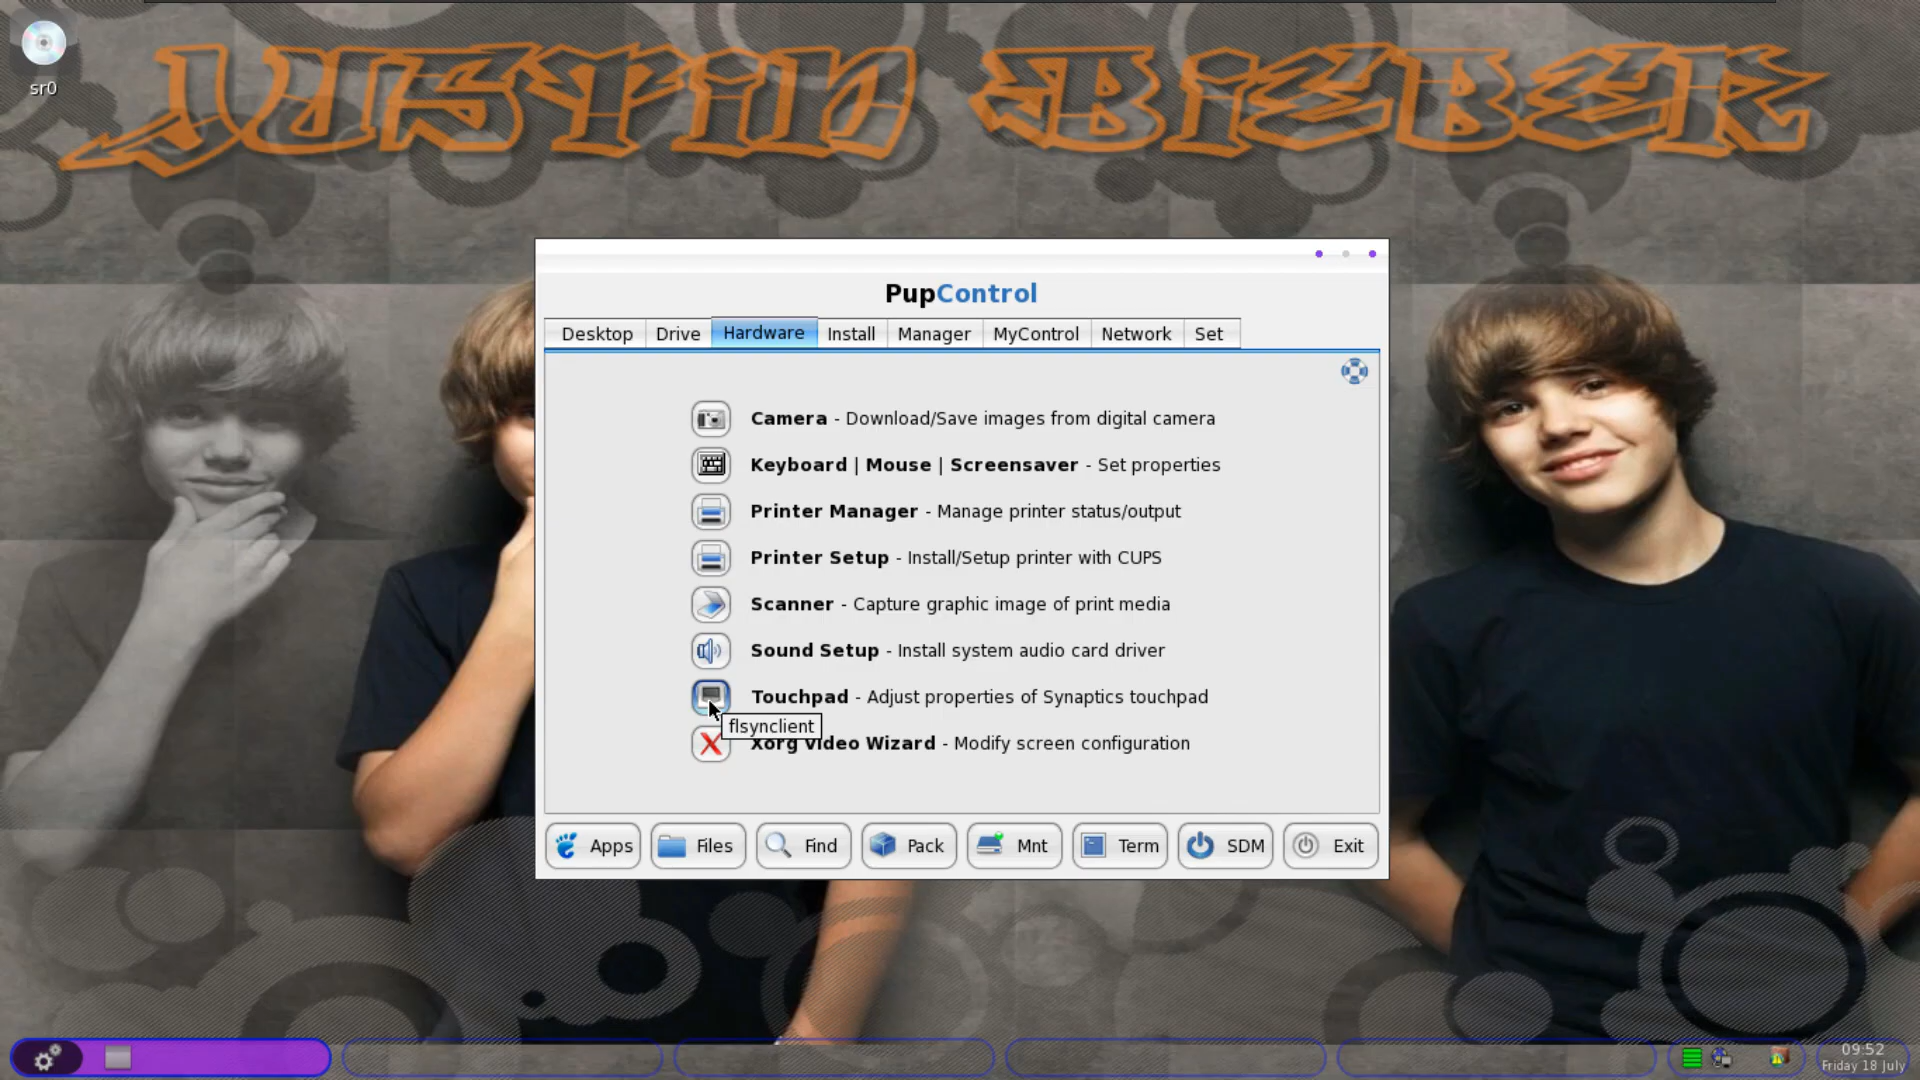 JUSTIN BIEBER
sr0
PupControl
Desktop Drive Hardware Install Manager MyControl Network Set
Camera - Download/Save images from digital camera
Keyboard | Mouse | Screensaver - Set properties
Printer Manager - Manage printer status/output
Printer Setup - Install/Setup printer with CUPS
Scanner - Capture graphic image of print media
Sound Setup - Install system audio card driver
Touchpad - Adjust properties of Synaptics touchpad
flsynclient
Xorg Video Wizard - Modify screen configuration
Apps Files Find Pack Mnt Term SDM Exit
09:52
Friday 18 July